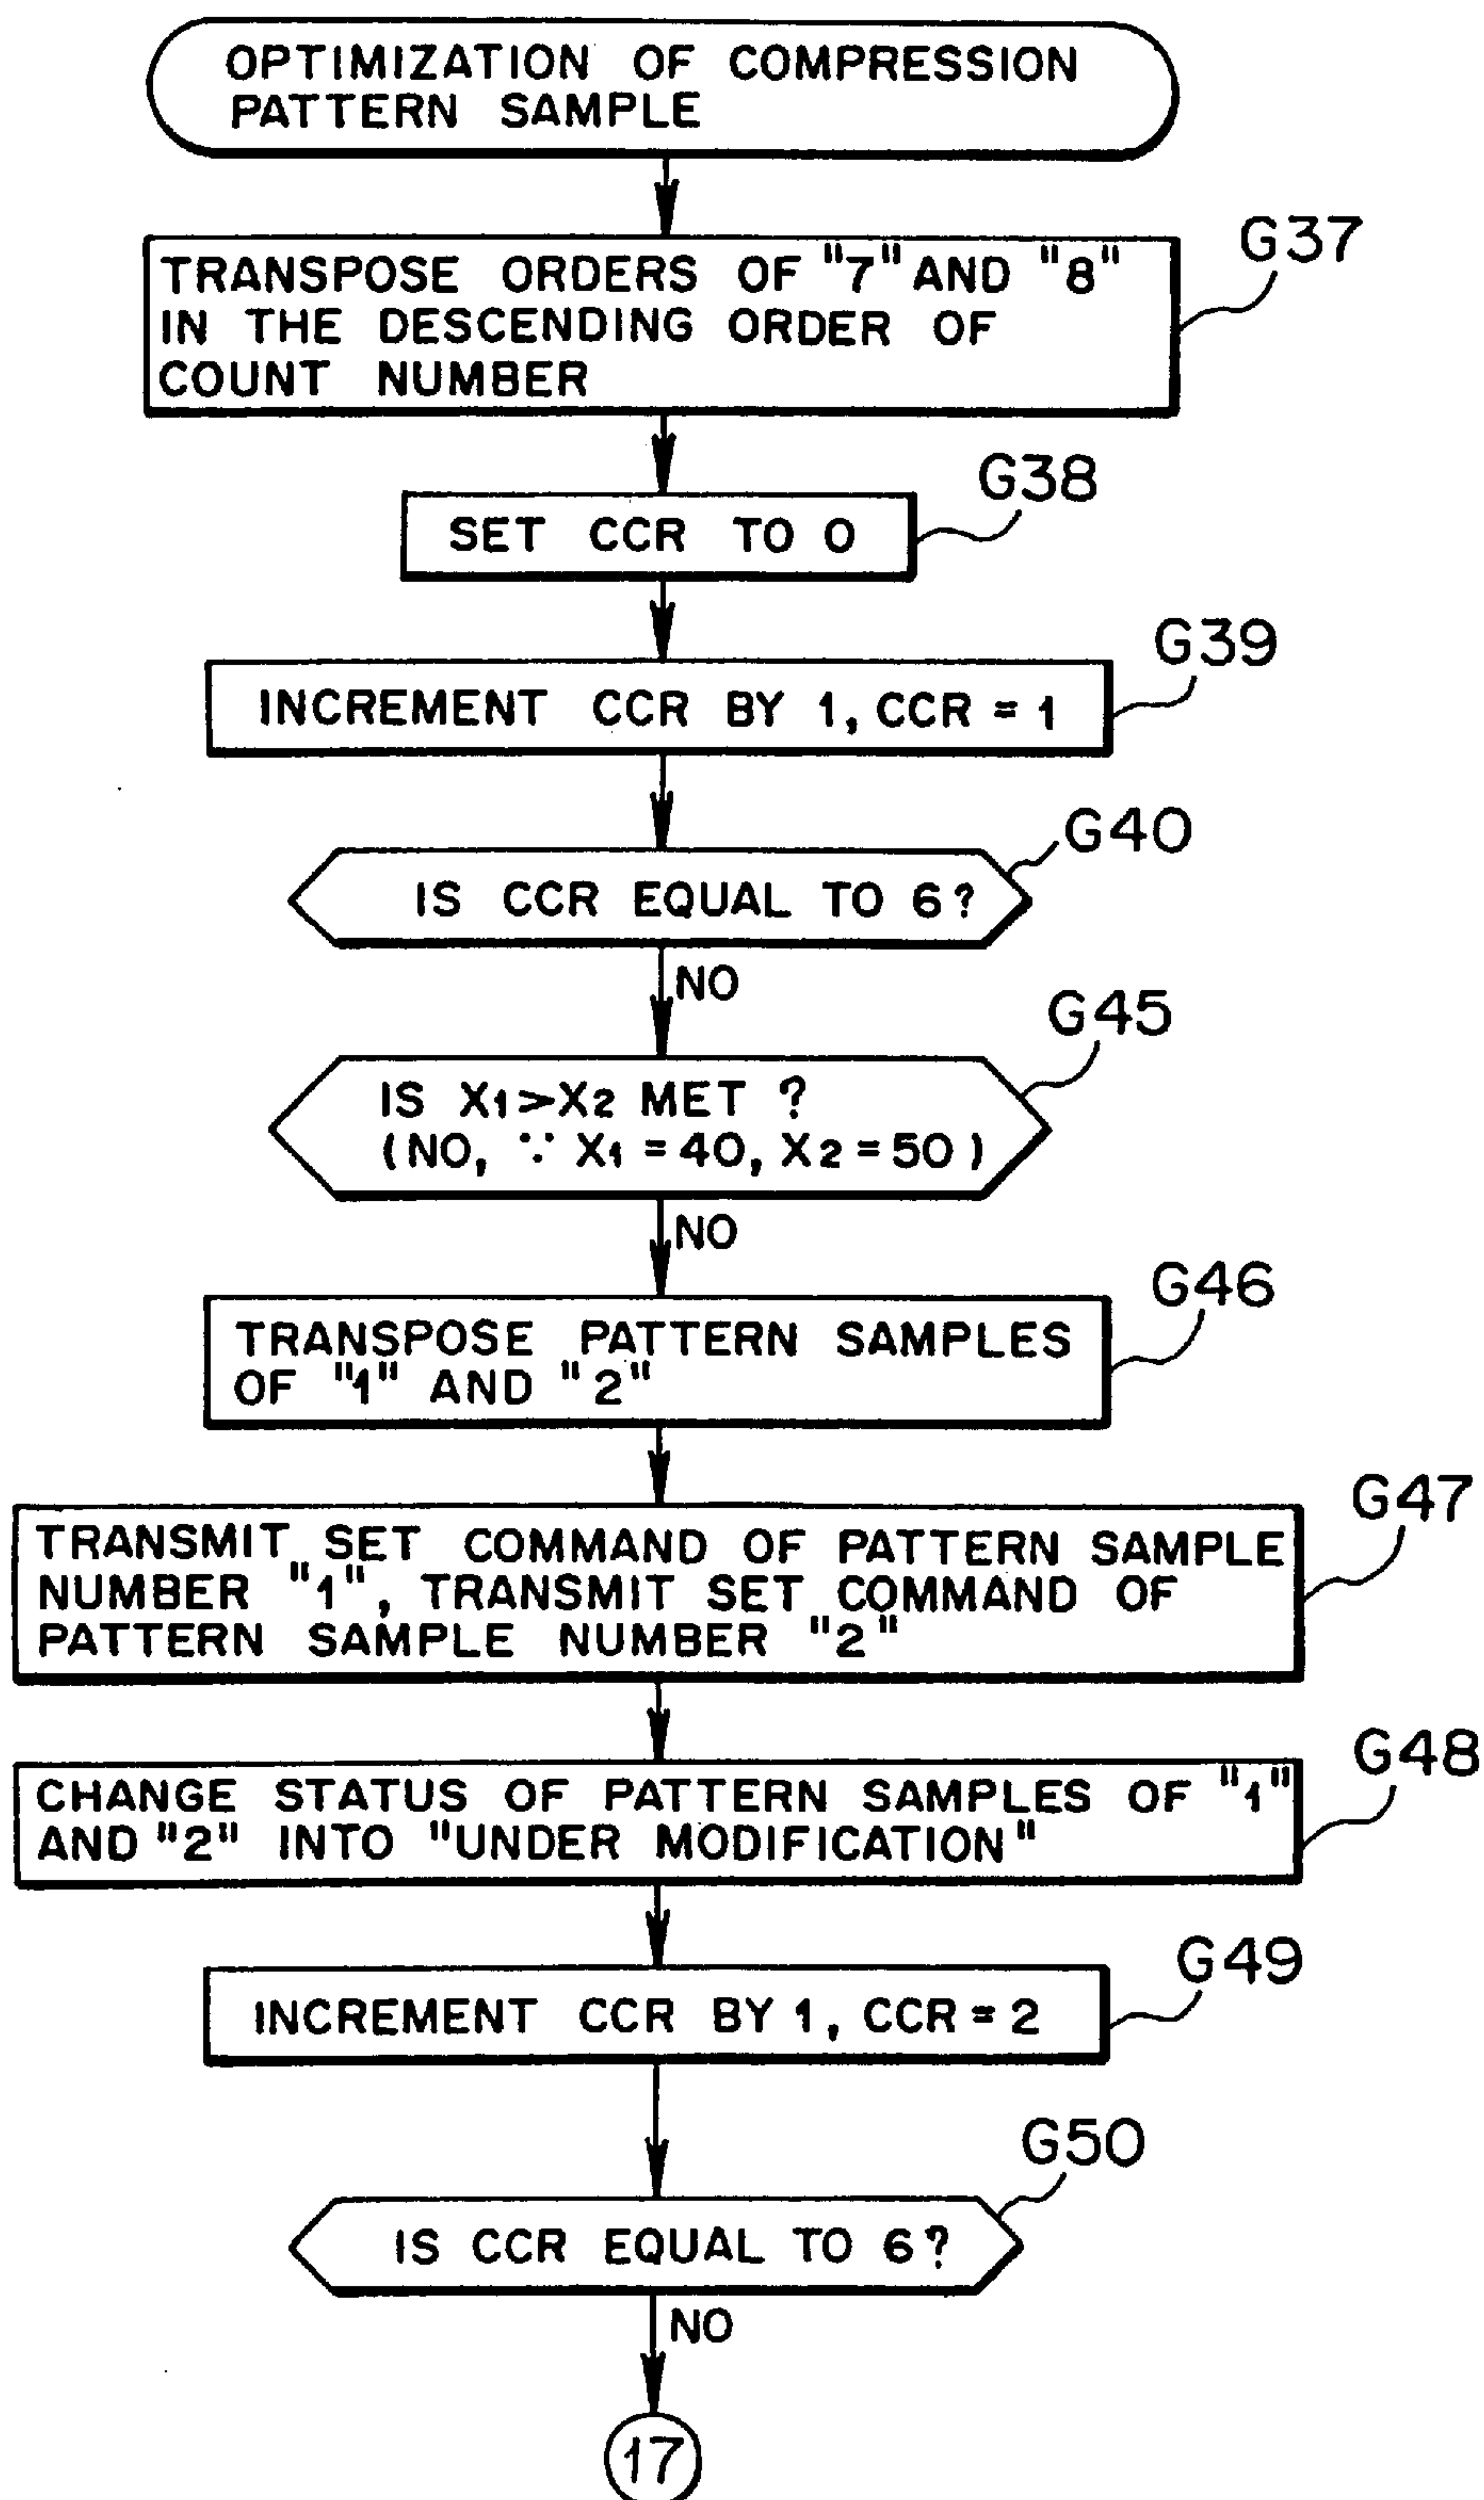 OPTIMIZATION OF COMPRESSION
PATTERN SAMPLE
G37
TRANSPOSE ORDERS OF "7" AND "8"
IN THE DESCENDING ORDER OF
COUNT NUMBER
G38
SET CCR TO 0
G39
INCREMENT CCR BY 1, CCR = 1
G40
IS CCR EQUAL TO 6?
NO
G45
IS X1>X2 MET ?
(NO, ∵ X1 = 40, X2 = 50)
NO
G46
TRANSPOSE PATTERN SAMPLES
OF "1" AND "2"
G47
TRANSMIT SET COMMAND OF PATTERN SAMPLE
NUMBER "1", TRANSMIT SET COMMAND OF
PATTERN SAMPLE NUMBER "2"
G48
CHANGE STATUS OF PATTERN SAMPLES OF "1"
AND "2" INTO "UNDER MODIFICATION"
G49
INCREMENT CCR BY 1, CCR = 2
G50
IS CCR EQUAL TO 6?
NO
17